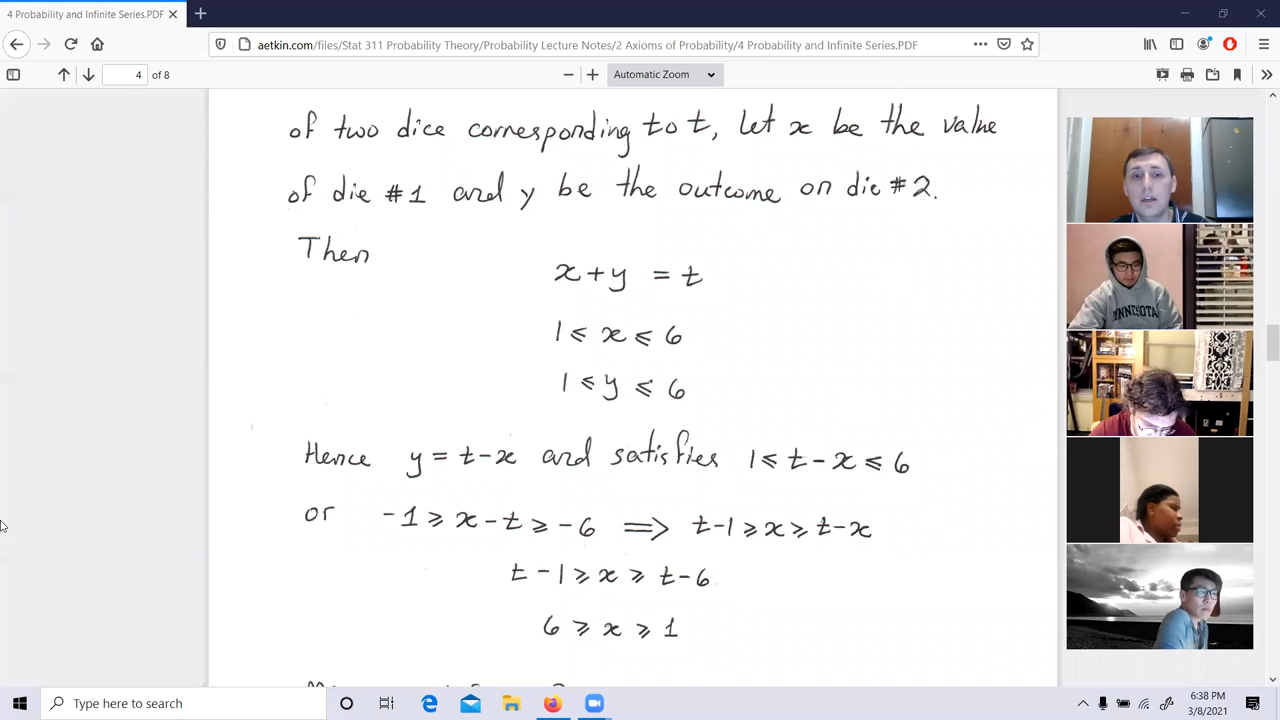 4 Probability and Infinite Series.PDF
aetkin.com/files/Stat 311 Probability Theory/Probability Lecture Notes/2 Axioms of Probability/4 Probability and Infinite Series.PDF
4 of 8
Automatic Zoom
of two dice corresponding to t, let x be the value
of die #1 and y be the outcome on die #2.
Then
x + y = t
1 ≤ x ≤ 6
1 ≤ y ≤ 6
Hence y = t - x and satisfies 1 ≤ t - x ≤ 6
or -1 ≥ x - t ≥ -6 ⟹ t - 1 ≥ x ≥ t - x
t - 1 ≥ x ≥ t - 6
6 ≥ x ≥ 1
MINNESOTA
Type here to search
6:38 PM
3/8/2021